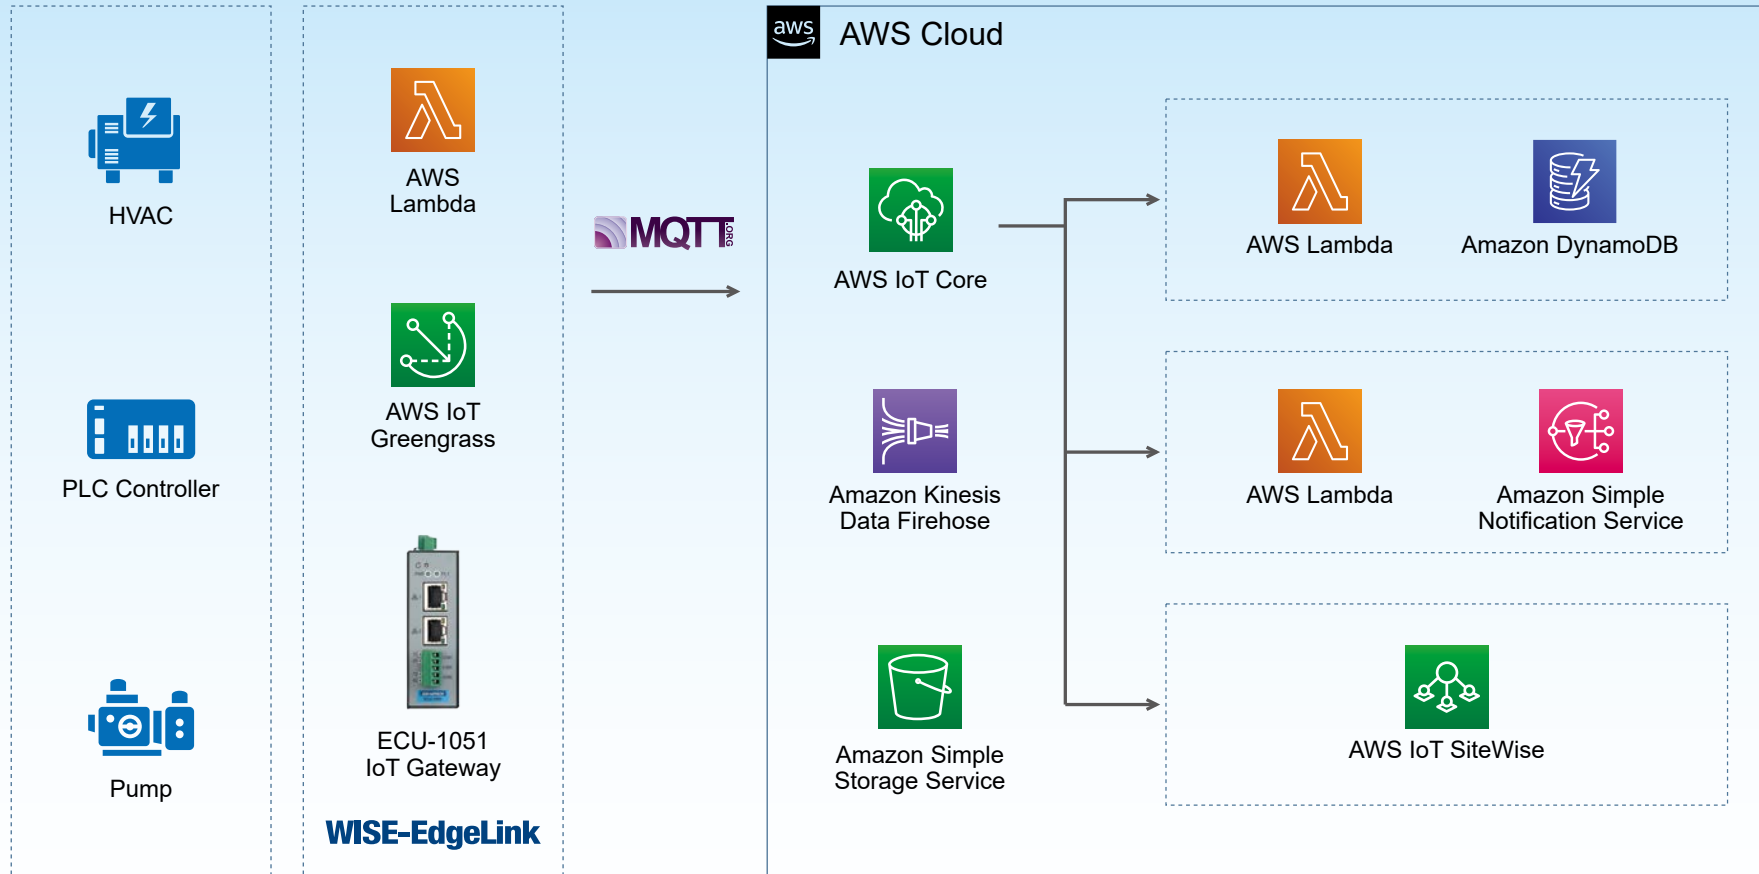 HVAC
PLC Controller
Pump
AWS
Lambda
AWS IoT
Greengrass
ECU-1051
IoT Gateway
WISE-EdgeLink
MQTT
.ORG
aws
AWS Cloud
AWS IoT Core
Amazon Kinesis
Data Firehose
Amazon Simple
Storage Service
AWS Lambda
Amazon DynamoDB
AWS Lambda
Amazon Simple
Notification Service
AWS IoT SiteWise